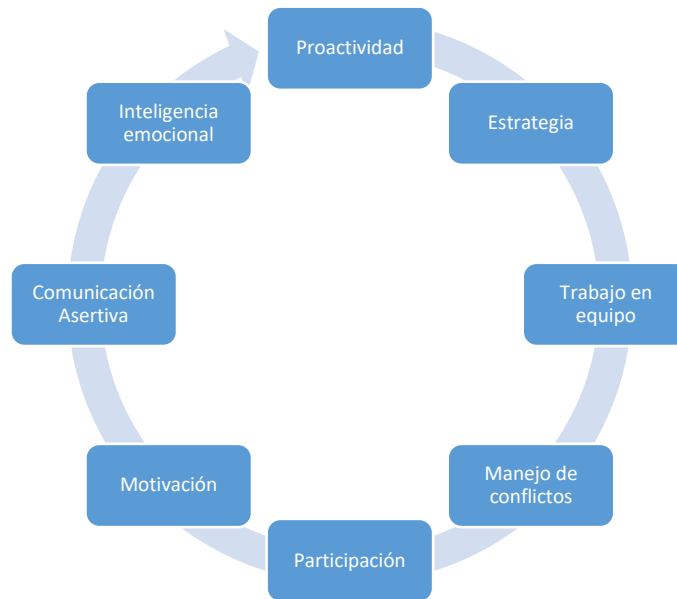 Proactividad
Estrategia
Trabajo en
equipo
Manejo de
conflictos
Participación
Motivación
Comunicación
Asertiva
Inteligencia
emocional